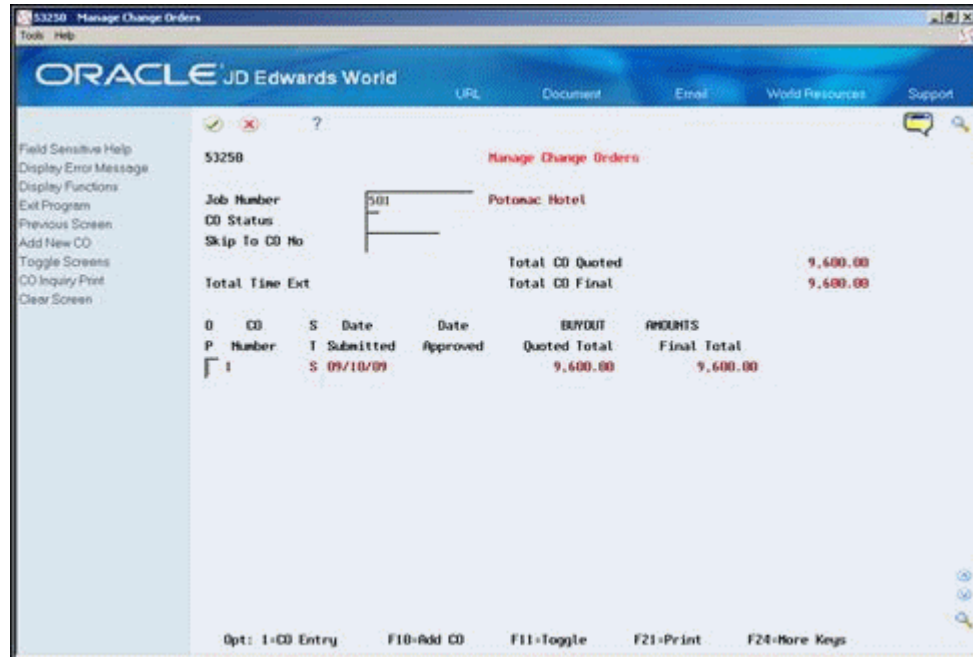 53250 Manage Change Orders
Tools Help
ORACLE JD Edwards World
URL Document Email World Resources Support
?
Field Sensitive Help
Display Error Message
Display Functions
Exit Program
Previous Screen
Add New CO
Toggle Screens
CO Inquiry Print
Clear Screen
53250 Manage Change Orders
Job Number 501 Potomac Hotel
CO Status
Skip To CO No
Total CO Quoted 9,600.00
Total Time Ext Total CO Final 9,600.00
O CO S Date Date BUYOUT AMOUNTS
P Number T Submitted Approved Quoted Total Final Total
1 S 09/10/09 9,600.00 9,600.00
Opt: 1=CO Entry F10=Add CO F11=Toggle F21=Print F24=More Keys